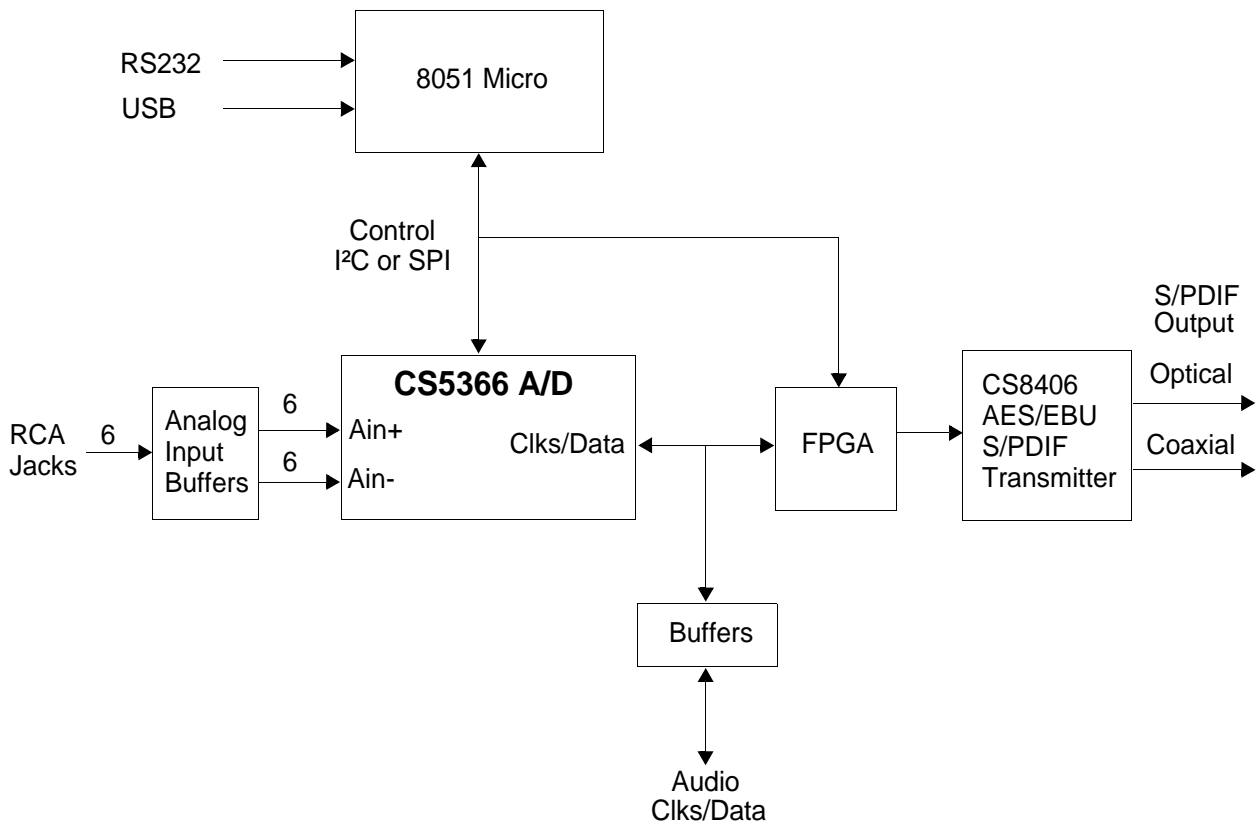 RS232
USB
8051 Micro
Control
I²C or SPI
S/PDIF
Output
CS5366 A/D
Optical
CS8406
AES/EBU
S/PDIF
Transmitter
Coaxial
RCA
Jacks
6
Analog
Input
Buffers
6
6
Ain+
Ain-
Clks/Data
FPGA
Buffers
Audio
Clks/Data